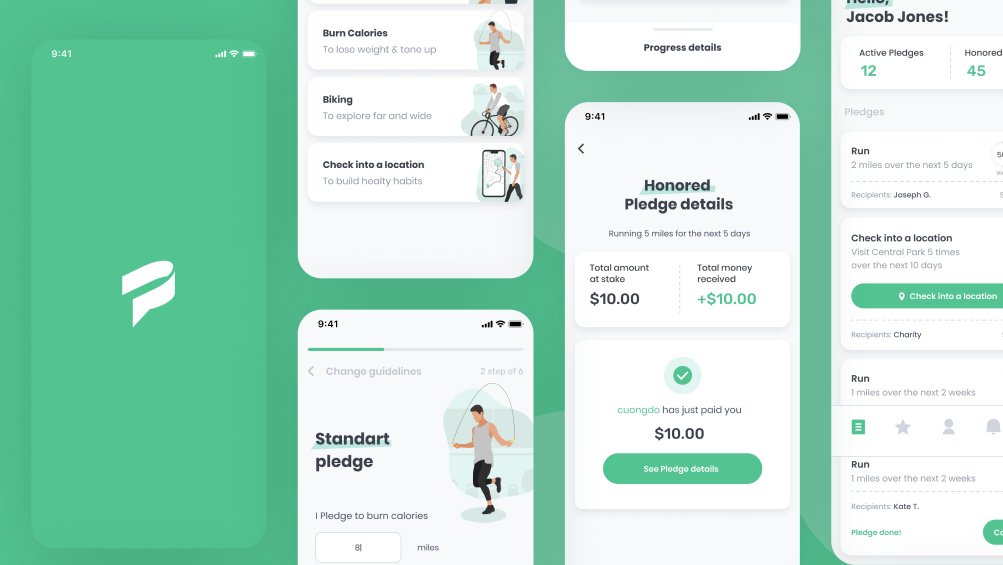 9:41
Burn Calories
To lose weight & tone up
Biking
To explore far and wide
Check into a location
To build healty habits
9:41
Change guidelines
2 step of 6
Standart
pledge
I Pledge to burn calories
8
miles
Progress details
9:41
Honored
Pledge details
Running 5 miles for the next 5 days
Total amount
at stake
$10.00
Total money
received
+$10.00
cuongdo has just paid you
$10.00
See Pledge details
Hello,
Jacob Jones!
Active Pledges
12
Honored
45
Pledges
Run
2 miles over the next 5 days
Recipients: Joseph G.
Check into a location
Visit Central Park 5 times
over the next 10 days
Check into a location
Recipients: Charity
Run
1 miles over the next 2 weeks
Run
1 miles over the next 2 weeks
Recipients: Kate T.
Pledge done!